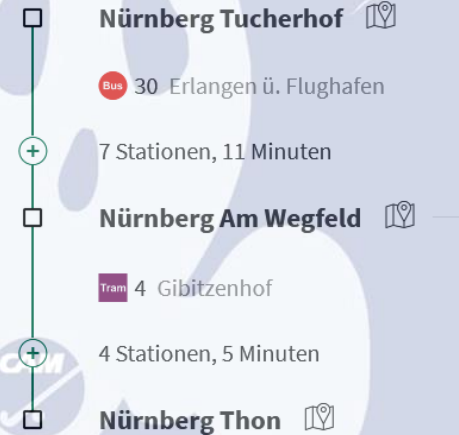 Nürnberg Tucherhof
Bus 30 Erlangen ü. Flughafen
7 Stationen, 11 Minuten
Nürnberg Am Wegfeld
Tram 4 Gibitzenhof
4 Stationen, 5 Minuten
CAM
Nürnberg Thon